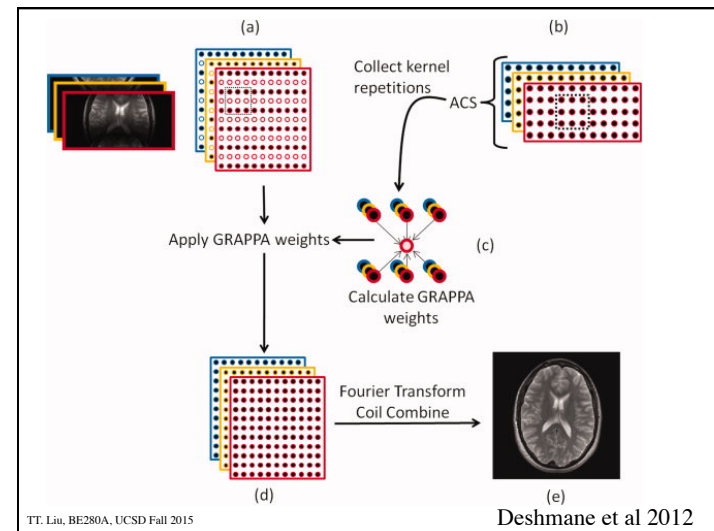 (a)
(b)
Collect kernel
repetitions
ACS
Apply GRAPPA weights
(c)
Calculate GRAPPA
weights
Fourier Transform
Coil Combine
(d)
(e)
TT. Liu, BE280A, UCSD Fall 2015
Deshmane et al 2012